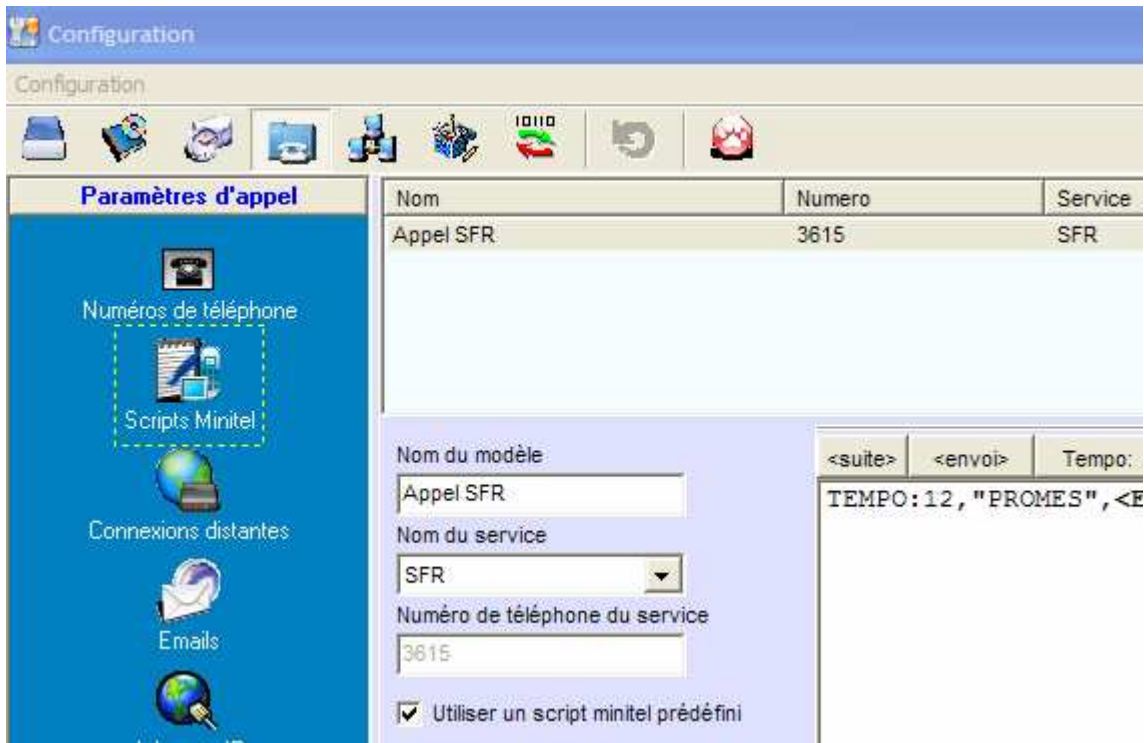 Configuration
Configuration
Paramètres d'appel
Nom Numero Service
Appel SFR 3615 SFR
Numéros de téléphone
Scripts Minitel
Connexions distantes
Emails
Nom du modèle
Appel SFR
Nom du service
SFR
Numéro de téléphone du service
3615
Utiliser un script minitel prédéfini
<suite> <envoi> Tempo:
TEMPO:12,"PROMES",<E